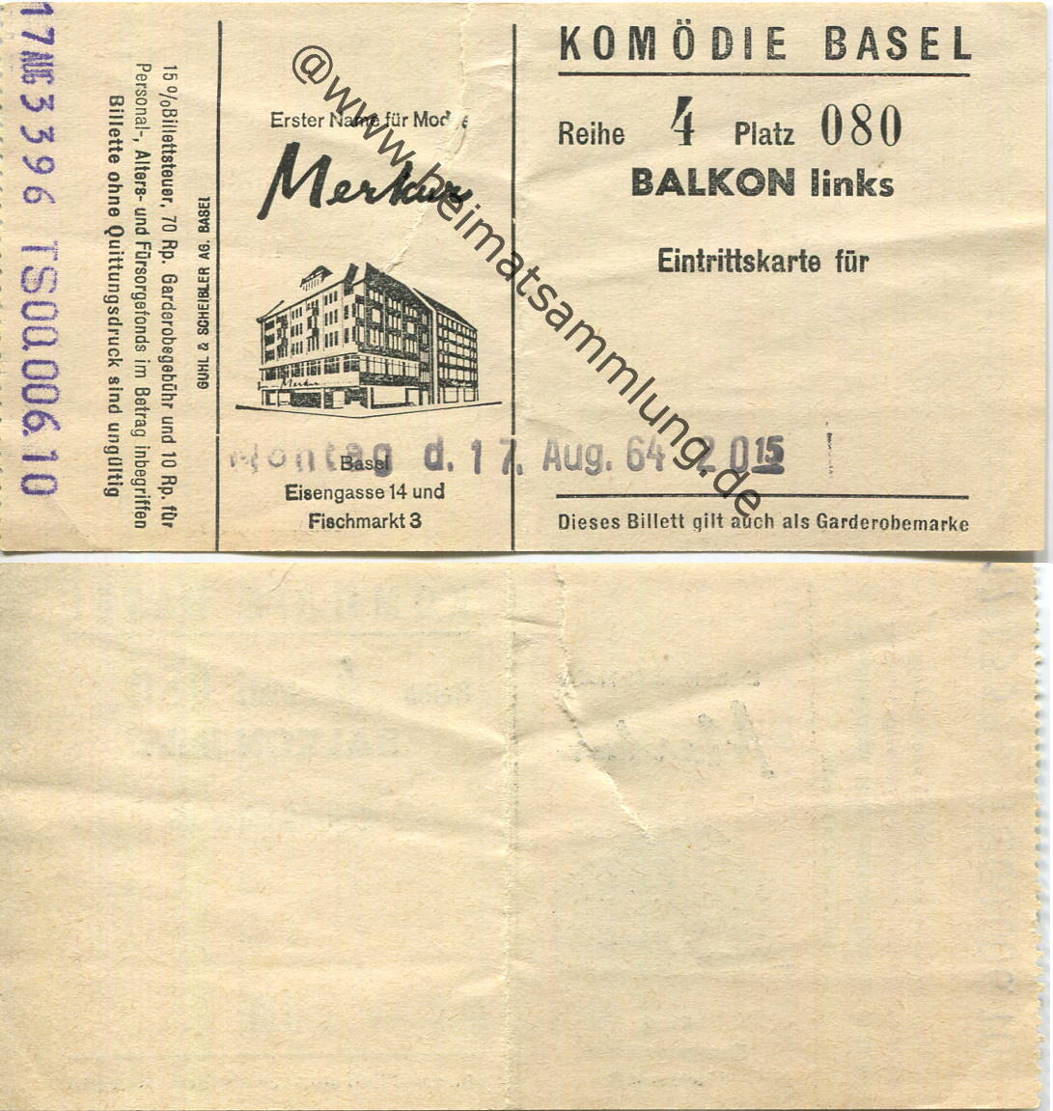 17 AUG 3396 TS00.006.10
15 % Billettsteuer, 70 Rp. Garderobegebühr und 10 Rp. für
Personal-, Alters- und Fürsorgefonds im Betrag inbegriffen
Billette ohne Quittungsdruck sind ungültig
GUHL & SCHEIBLER AG. BASEL
Erster Name für Mode
Merkur
Merkur
Basel
Eisengasse 14 und
Fischmarkt 3
KOMÖDIE BASEL
Reihe 4 Platz 080
BALKON links
Eintrittskarte für
Montag d. 17. Aug. 64 2015
Dieses Billett gilt auch als Garderobemarke
@www.heimatsammlung.de